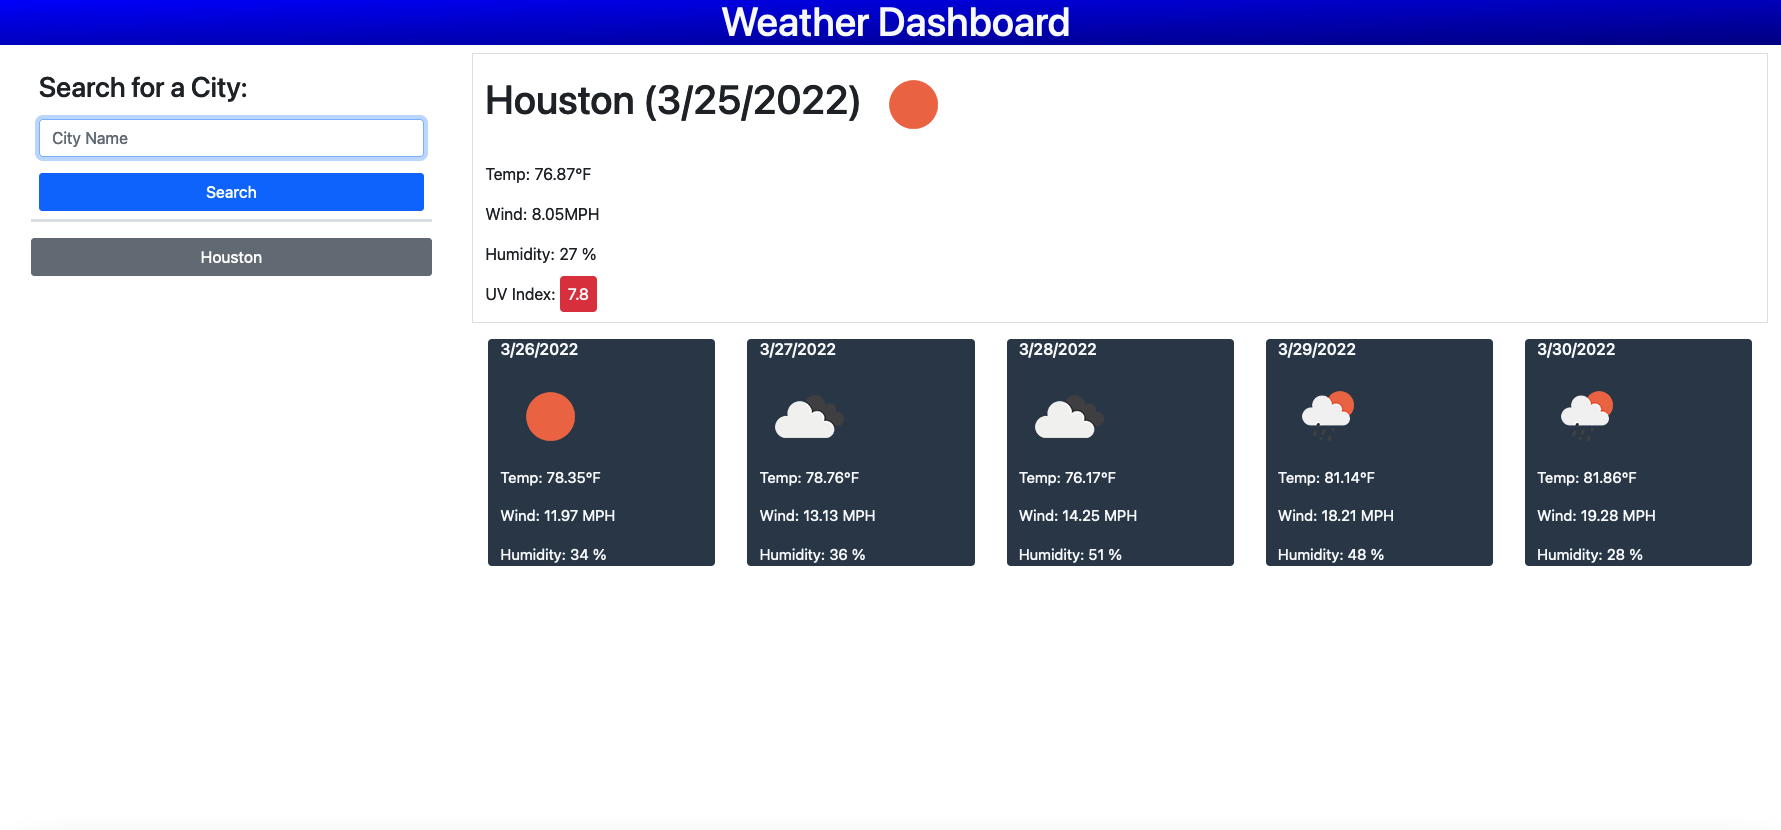 Weather Dashboard
Search for a City:
City Name
Search
Houston
Houston (3/25/2022)
Temp: 76.87°F
Wind: 8.05MPH
Humidity: 27 %
UV Index: 7.8
3/26/2022
Temp: 78.35°F
Wind: 11.97 MPH
Humidity: 34 %
3/27/2022
Temp: 78.76°F
Wind: 13.13 MPH
Humidity: 36 %
3/28/2022
Temp: 76.17°F
Wind: 14.25 MPH
Humidity: 51 %
3/29/2022
Temp: 81.14°F
Wind: 18.21 MPH
Humidity: 48 %
3/30/2022
Temp: 81.86°F
Wind: 19.28 MPH
Humidity: 28 %